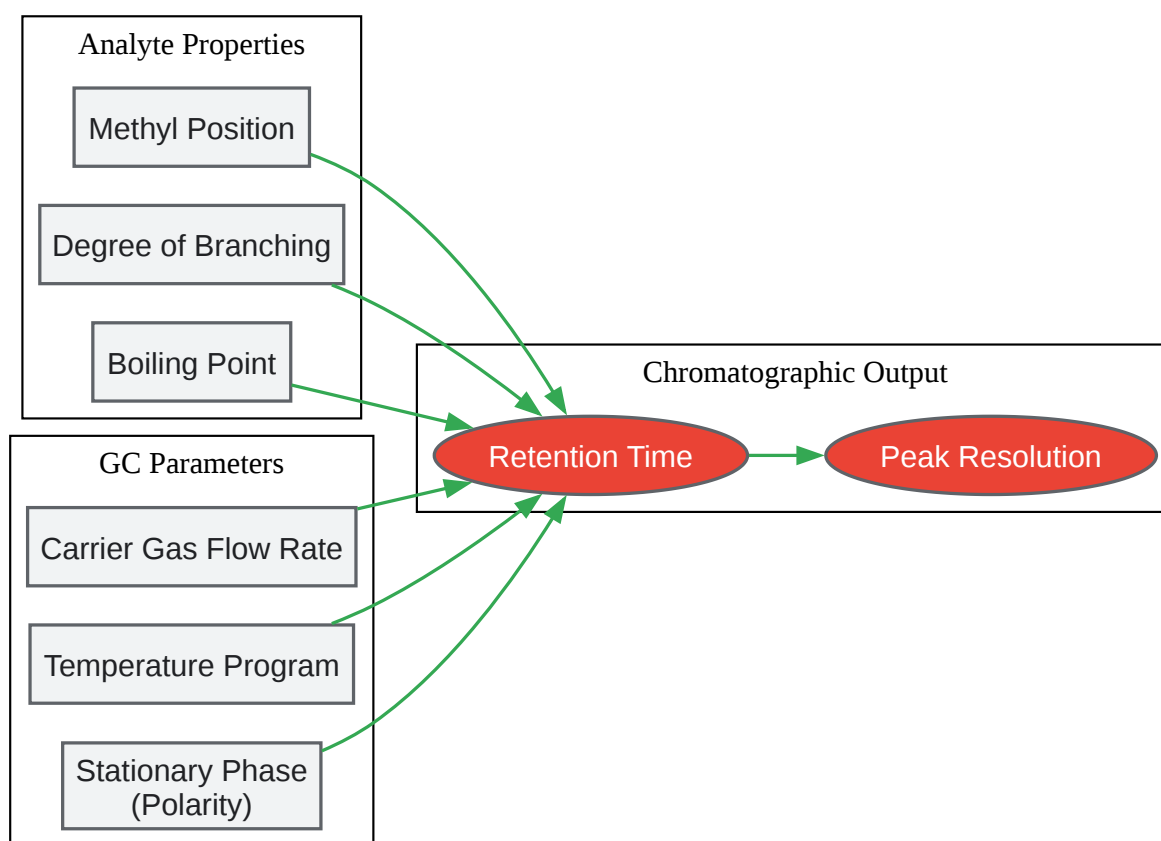 Analyte Properties
Methyl Position
Degree of Branching
Boiling Point
GC Parameters
Carrier Gas Flow Rate
Temperature Program
Stationary Phase
(Polarity)
Chromatographic Output
Retention Time
Peak Resolution